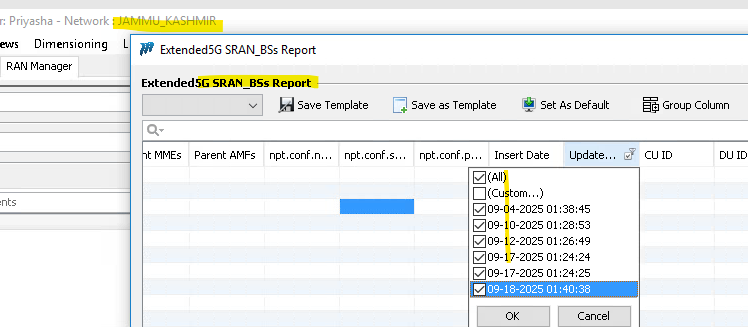 r: Priyasha - Network : JAMMU_KASHMIR
ws Dimensioning Link
Extended5G SRAN_BSs Report
RAN Manager
Extended5G SRAN_BSs Report
Save Template Save as Template Set As Default Group Column
nt MMEs Parent AMFs npt.conf.n... npt.conf.s... npt.conf.p... Insert Date Update... CU ID DU ID
(All)
(Custom...)
ents
09-04-2025 01:38:45
09-10-2025 01:28:53
09-12-2025 01:26:49
09-17-2025 01:24:24
09-17-2025 01:24:25
09-18-2025 01:40:38
OK Cancel